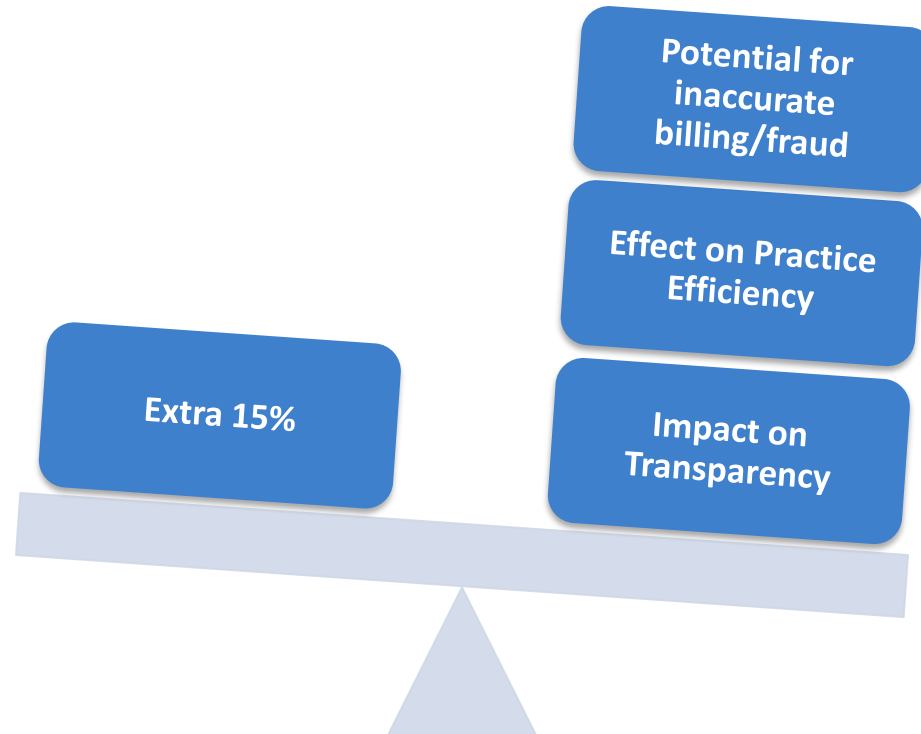 Potential for
inaccurate
billing/fraud
Effect on Practice
Efficiency
Extra 15%
Impact on
Transparency